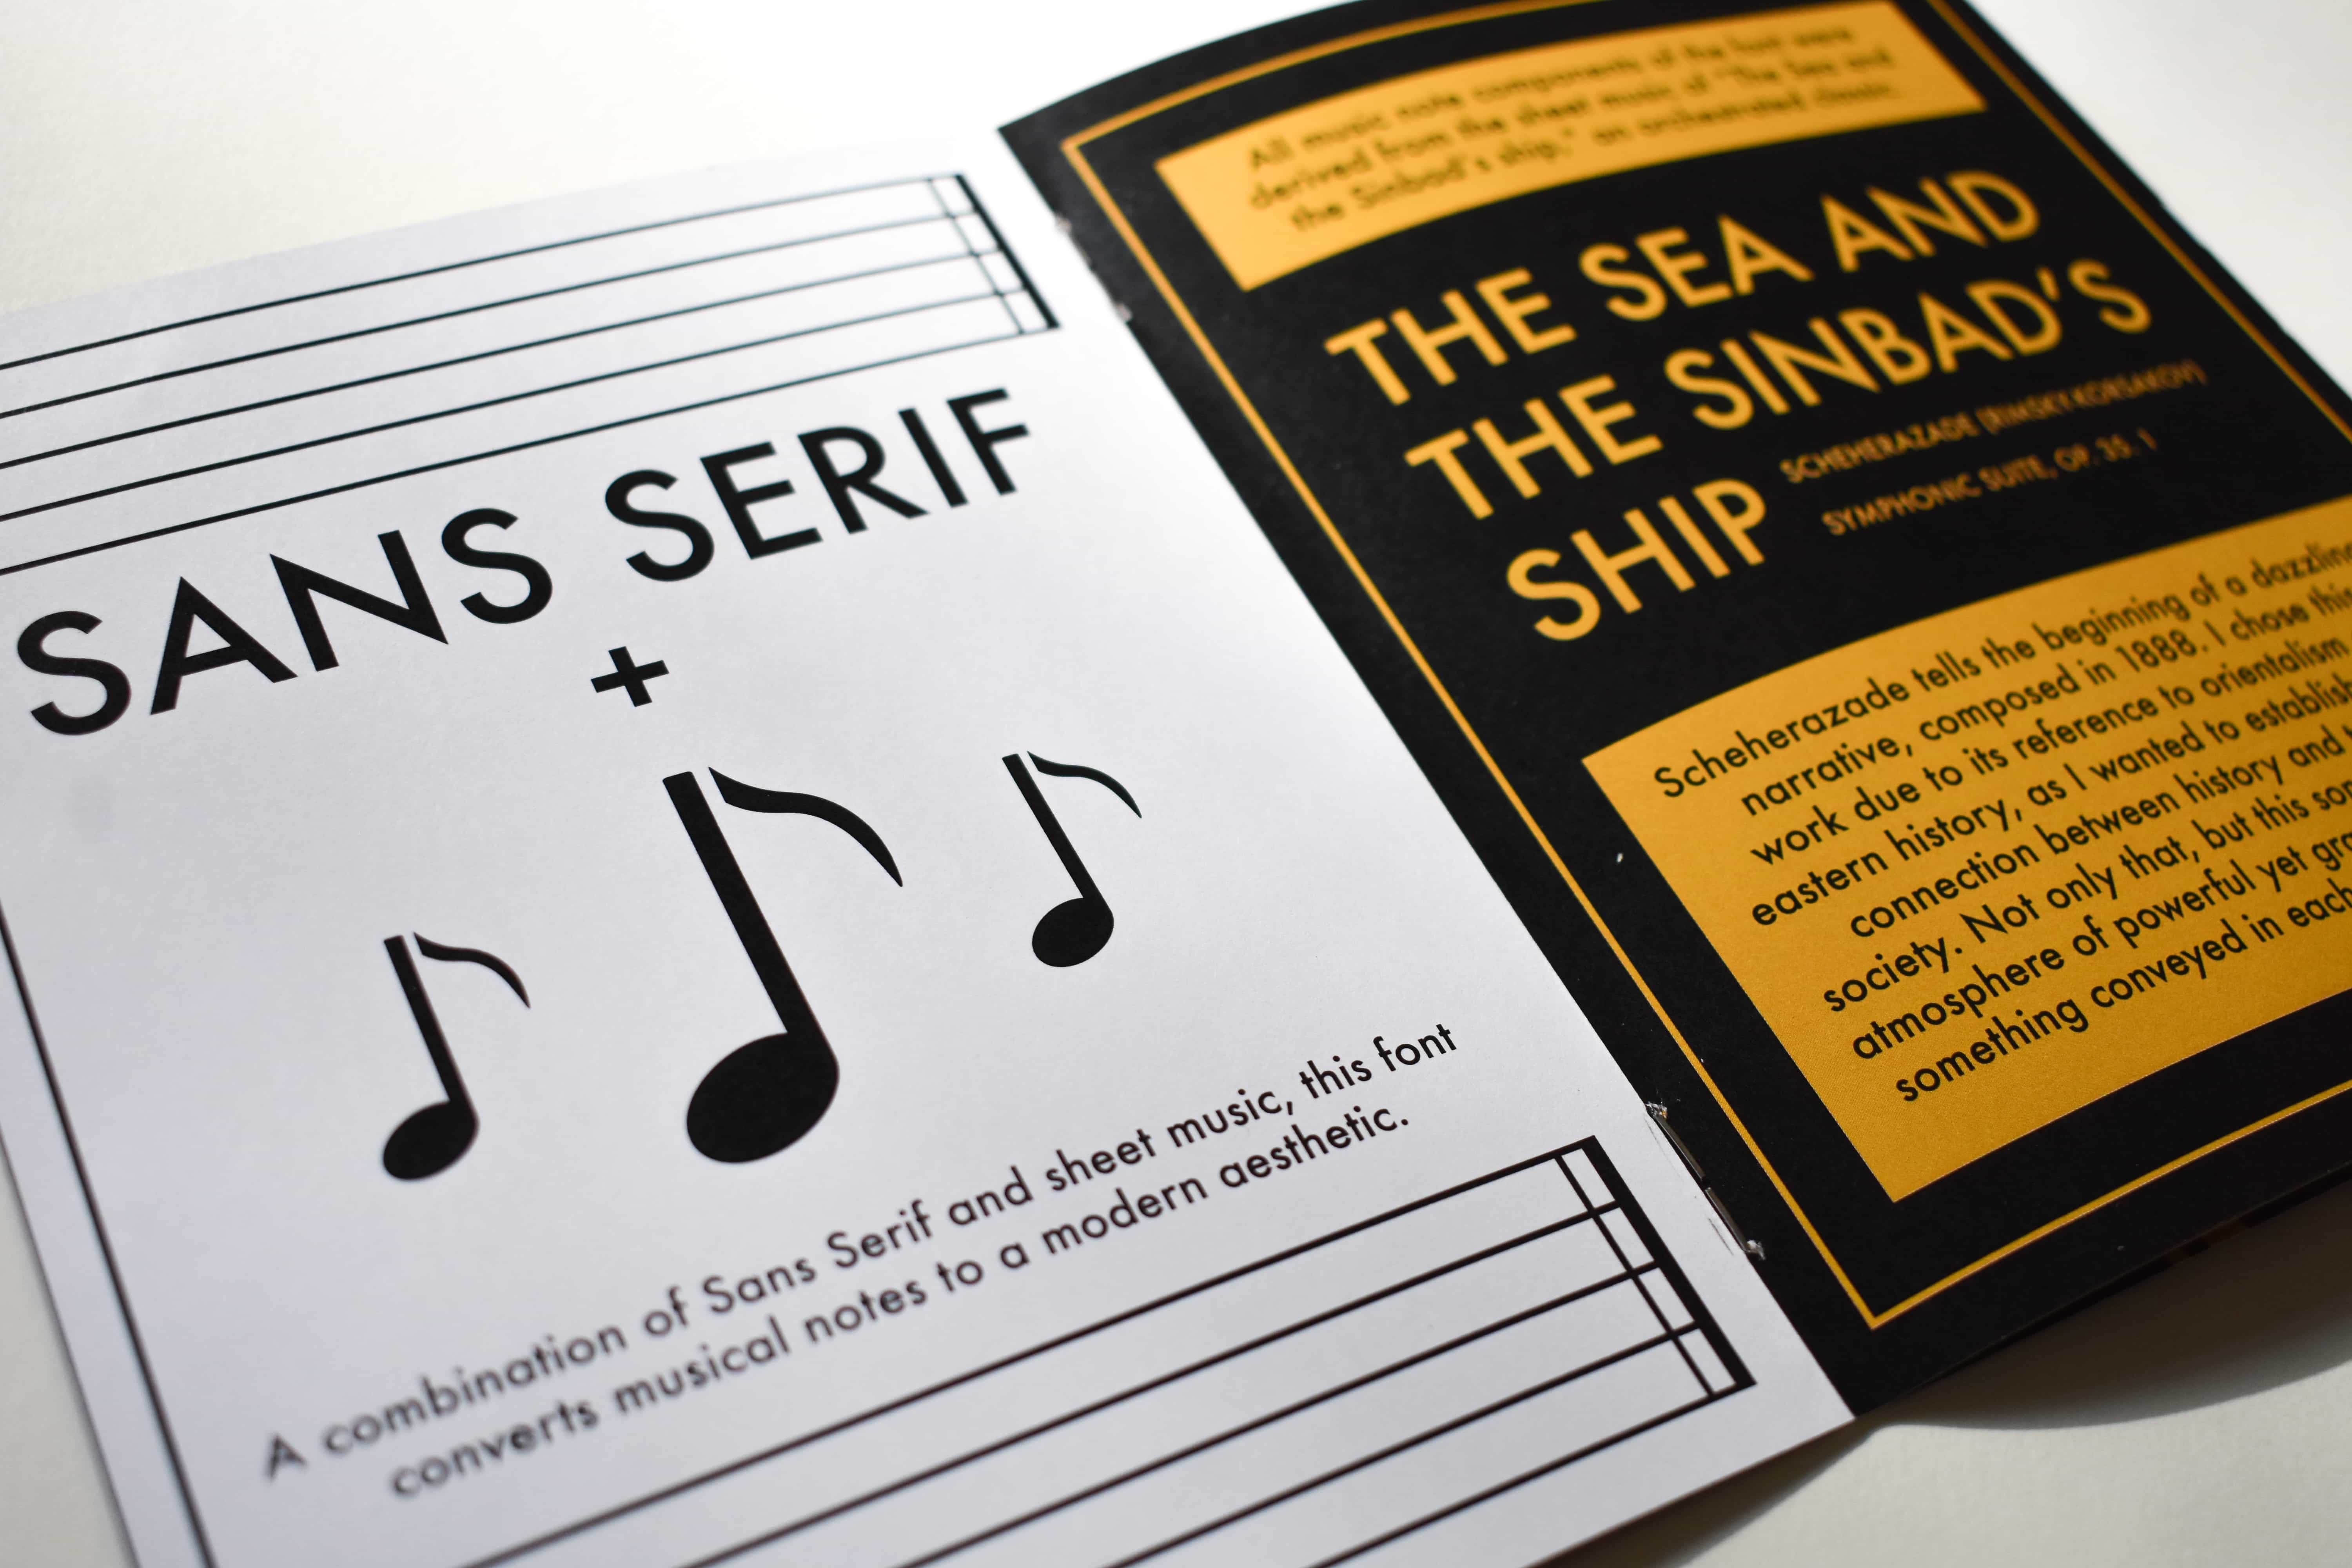 SANS SERIF
+
A combination of Sans Serif and sheet music, this font
converts musical notes to a modern aesthetic.
All music note components of the font were
derived from the sheet music of "The Sea and
the Sinbad's ship," an orchestrated classic.
THE SEA AND
THE SINBAD'S
SHIP
SCHEHERAZADE (RIMSKY-KORSAKOV)
SYMPHONIC SUITE, OP. 35: 1
Scheherazade tells the beginning of a dazzling
narrative, composed in 1888. I chose this
work due to its reference to orientalism
eastern history, as I wanted to establish
connection between history and
society. Not only that, but this
atmosphere of powerful yet
something conveyed in each